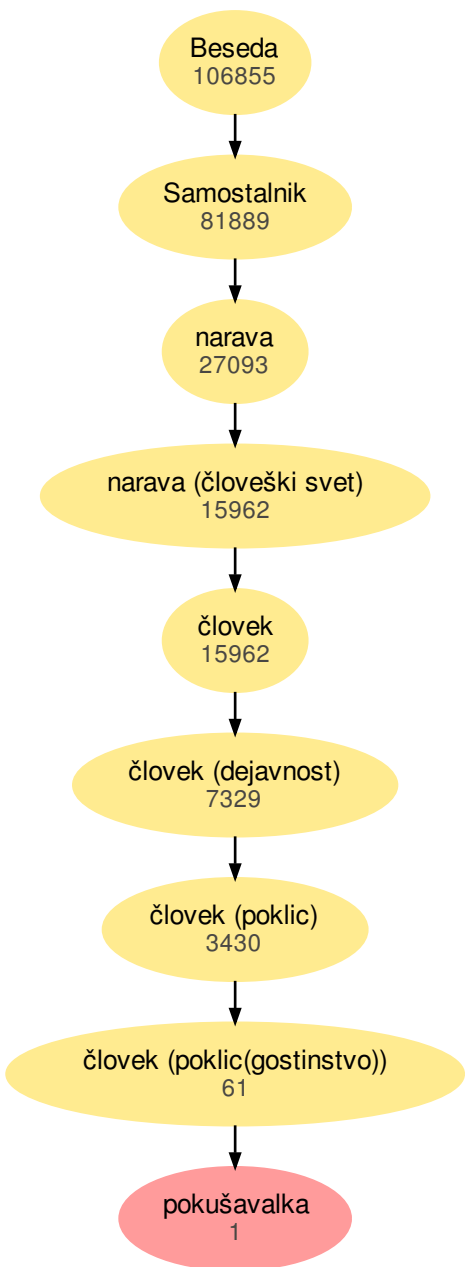 Beseda
106855
Samostalnik
81889
narava
27093
narava (človeški svet)
15962
človek
15962
človek (dejavnost)
7329
človek (poklic)
3430
človek (poklic(gostinstvo))
61
pokušavalka
1